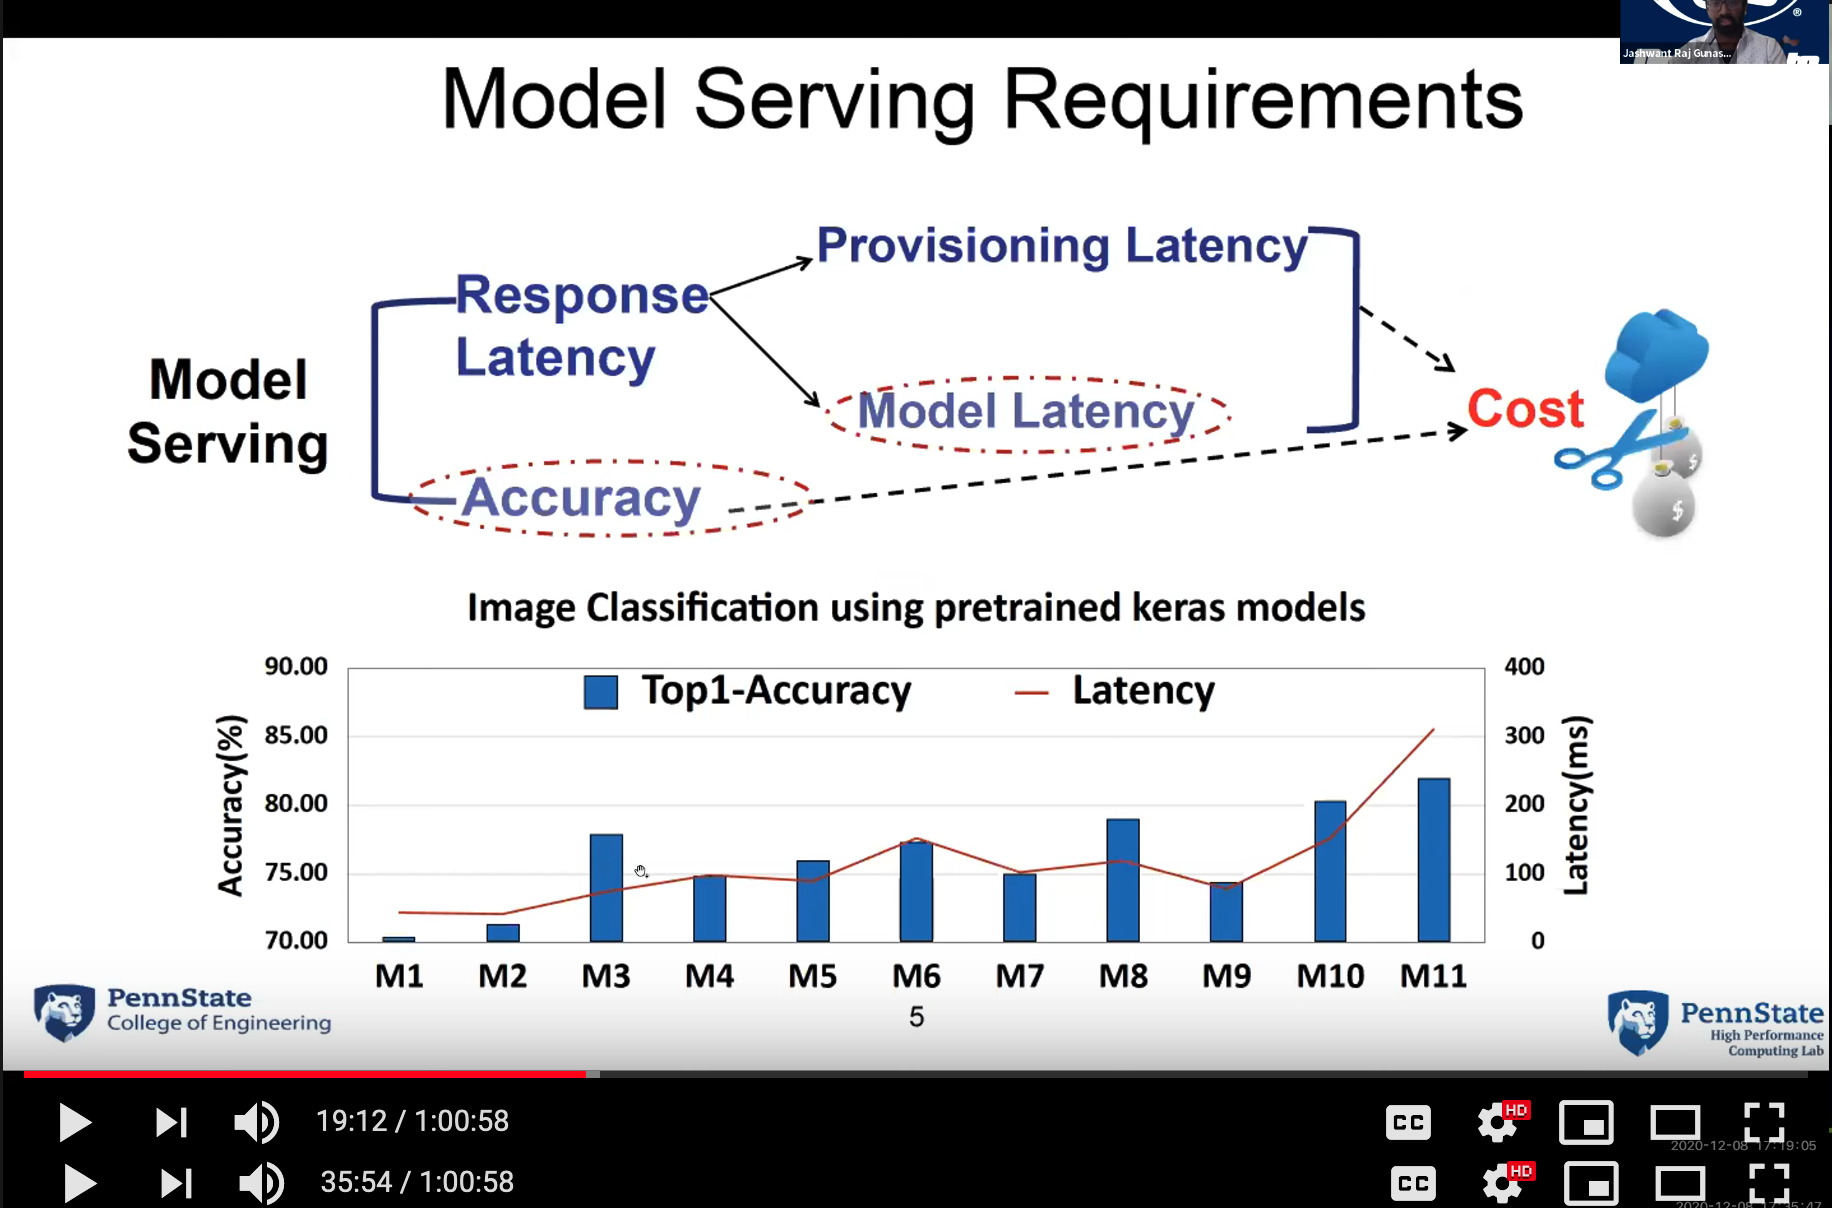 Jashwant Raj Gunas...
Model Serving Requirements
Provisioning Latency
Response
Latency
Model
Serving
Model Latency
Cost
Accuracy
$
$
Image Classification using pretrained keras models
90.00
85.00
80.00
75.00
70.00
Accuracy(%)
Top1-Accuracy
Latency
400
300
200
100
0
Latency(ms)
M1 M2 M3 M4 M5 M6 M7 M8 M9 M10 M11
PennState
College of Engineering
5
PennState
High Performance
Computing Lab
19:12 / 1:00:58
CC
HD
2020-12-08 17:19:05
35:54 / 1:00:58
CC
HD
2020-12-08 17:35:47